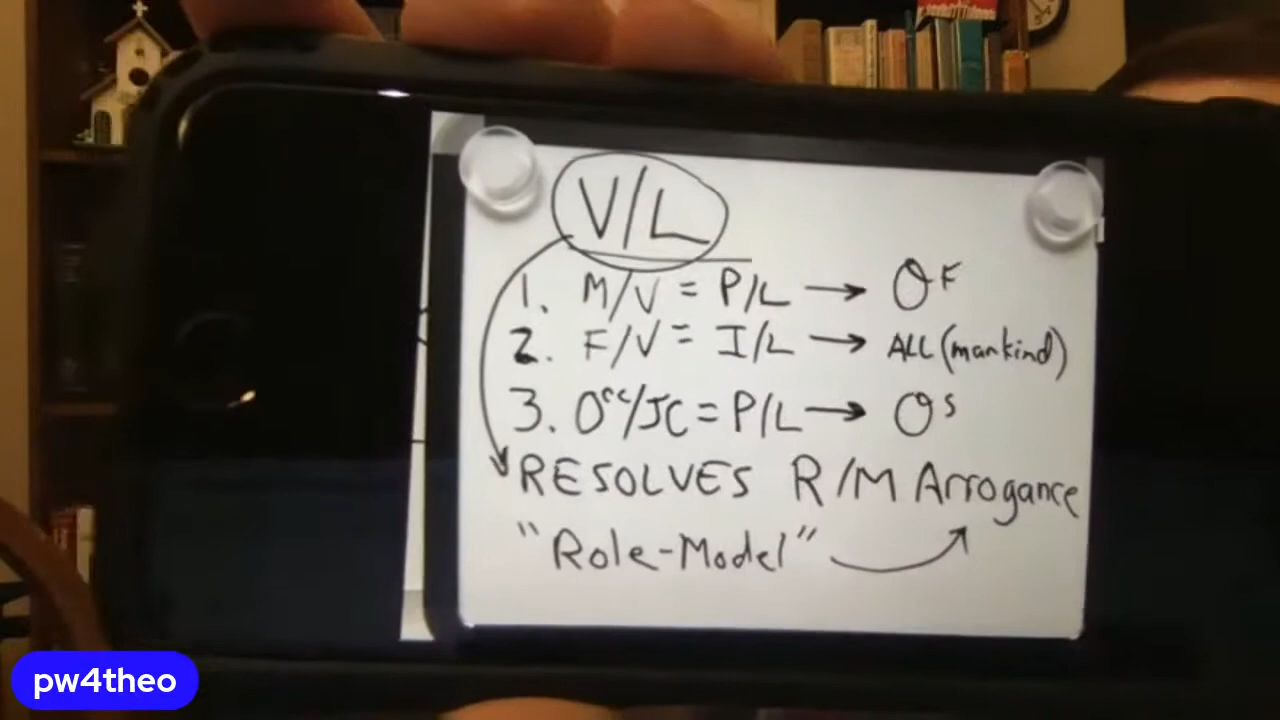 V/L
1. M/V = P/L → O^F
2. F/V = I/L → ALL (mankind)
3. O^cc/JC = P/L → O^S
RESOLVES R/M Arrogance
"Role-Model"
pw4theo